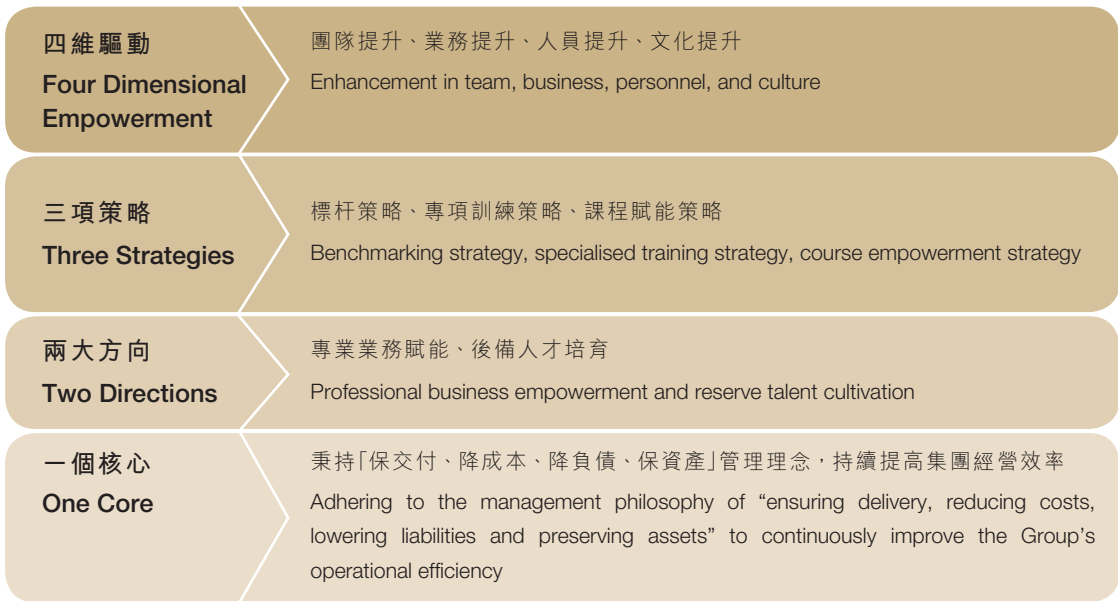 四維驅動
Four Dimensional
Empowerment
團隊提升、業務提升、人員提升、文化提升
Enhancement in team, business, personnel, and culture
三項策略
Three Strategies
標杆策略、專項訓練策略、課程賦能策略
Benchmarking strategy, specialised training strategy, course empowerment strategy
兩大方向
Two Directions
專業業務賦能、後備人才培育
Professional business empowerment and reserve talent cultivation
一個核心
One Core
秉持「保交付、降成本、降負債、保資產」管理理念，持續提高集團經營效率
Adhering to the management philosophy of “ensuring delivery, reducing costs,
lowering liabilities and preserving assets” to continuously improve the Group’s
operational efficiency